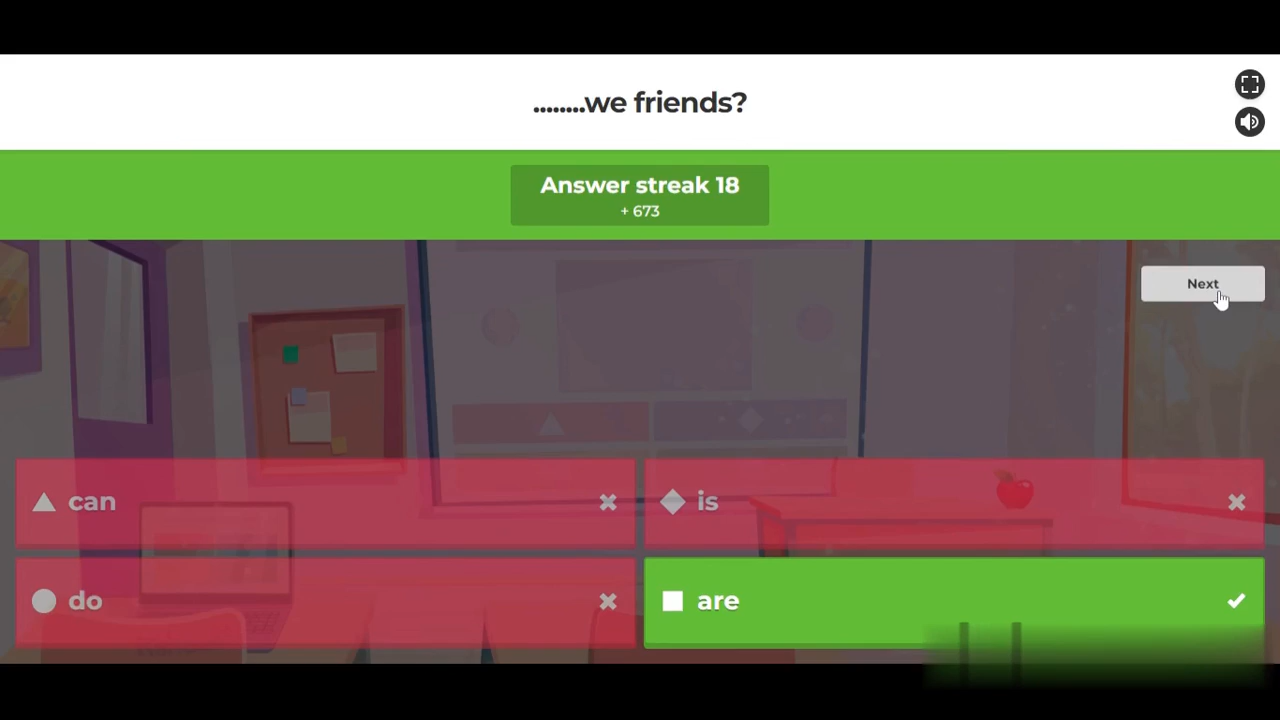 ........we friends?
Answer streak 18
+ 673
Next
can
is
do
are